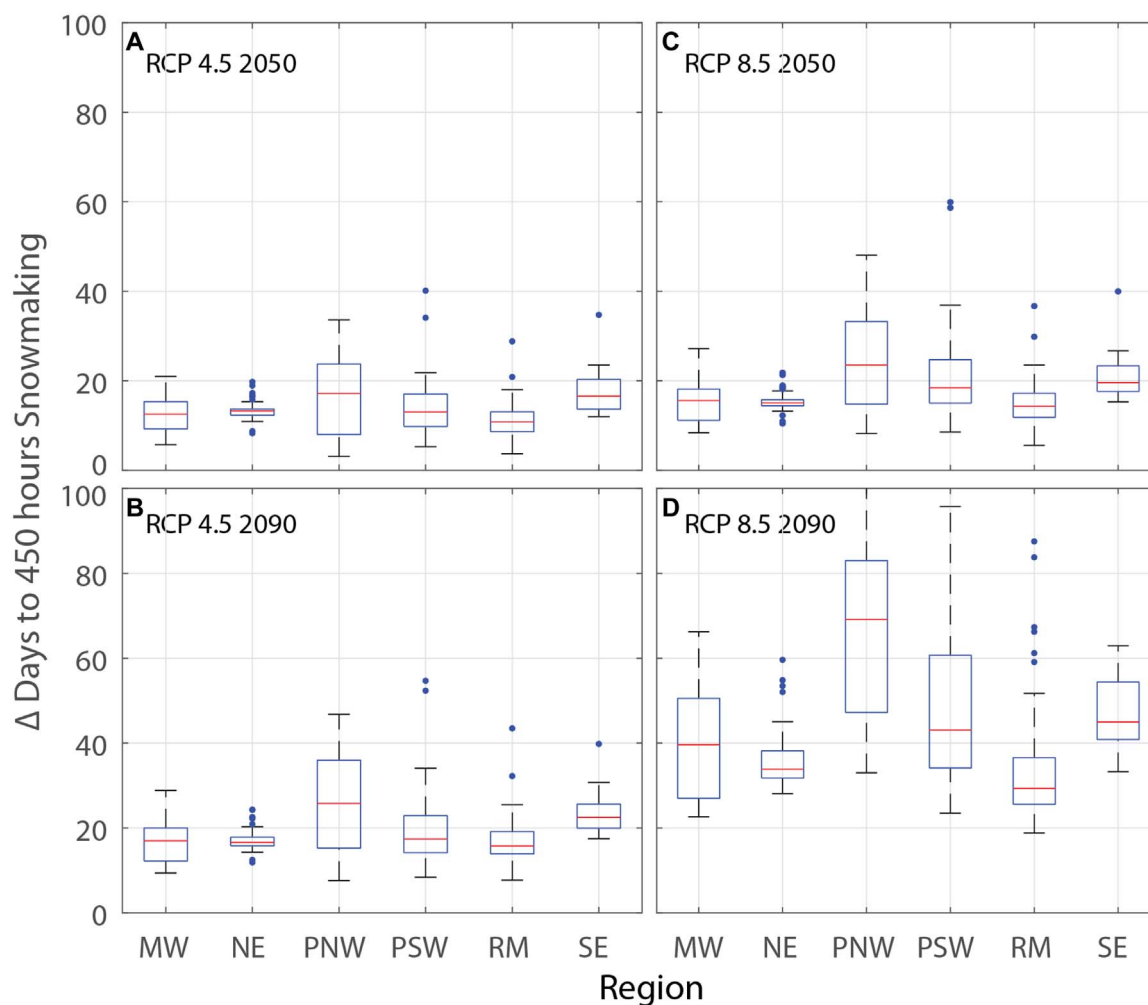 Δ Days to 450 hours Snowmaking
100
80
60
40
20
0
A
RCP 4.5 2050
C
RCP 8.5 2050
100
80
60
40
20
0
B
RCP 4.5 2090
D
RCP 8.5 2090
MW NE PNW PSW RM SE
MW NE PNW PSW RM SE
Region